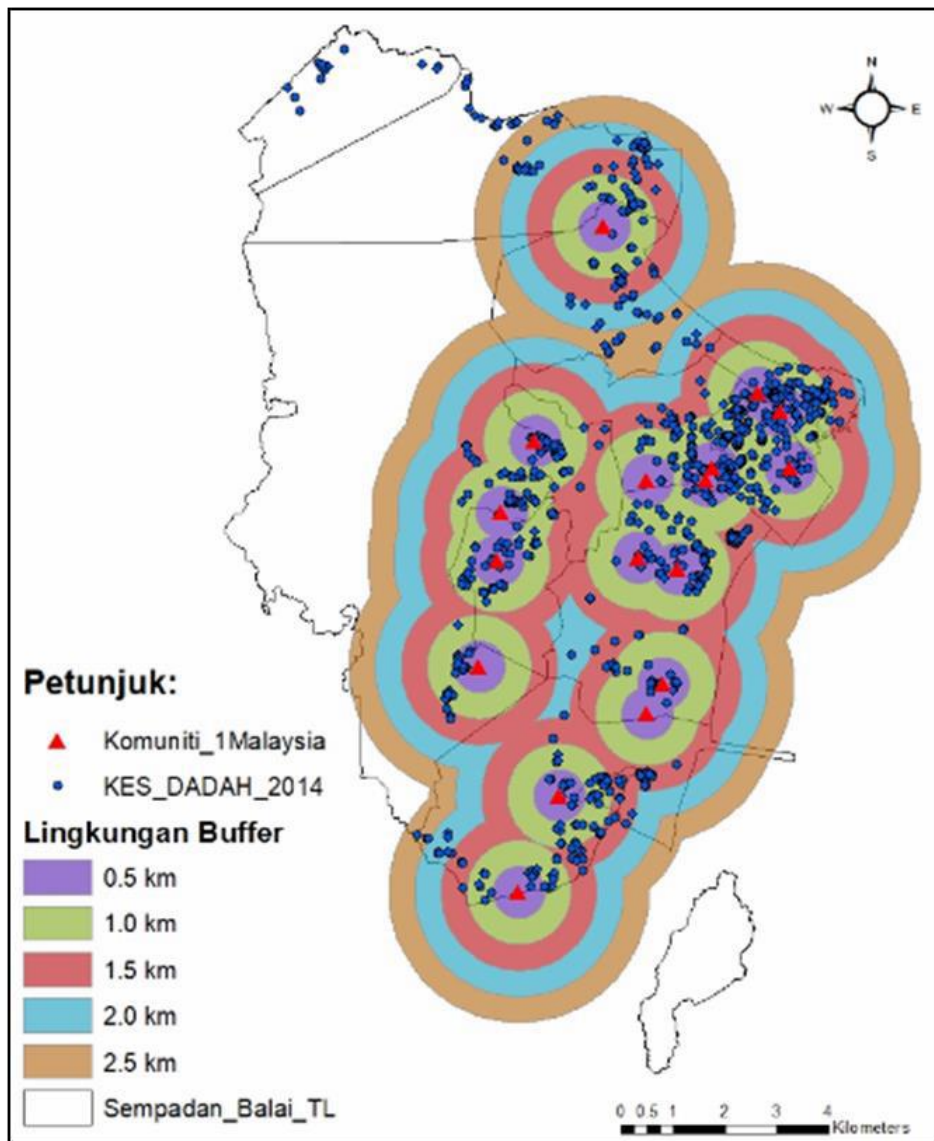 N
W E
S
Petunjuk:
Komuniti_1Malaysia
KES_DADAH_2014
Lingkungan Buffer
0.5 km
1.0 km
1.5 km
2.0 km
2.5 km
Sempadan_Balai_TL
0 0.5 1 2 3 4
Kilometers